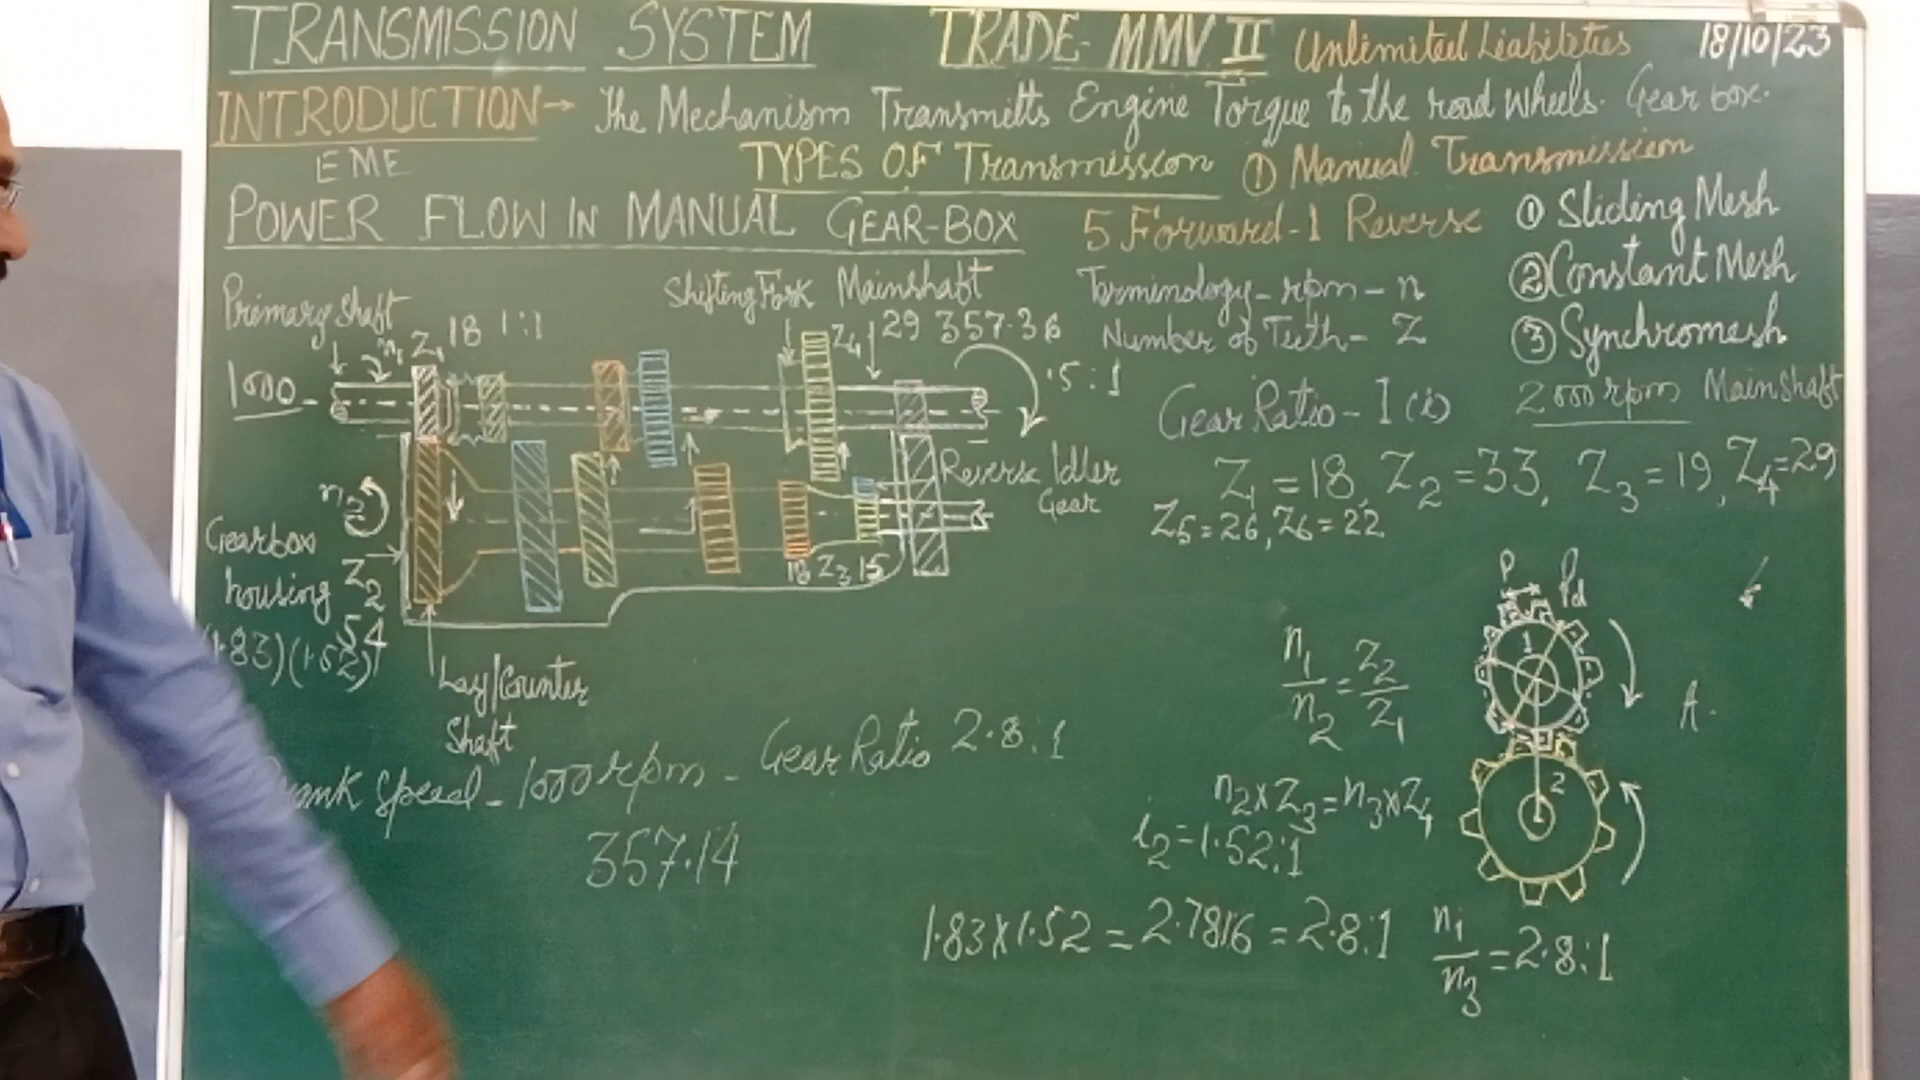 TRANSMISSION SYSTEM TRADE- MMV II Unlimited Liabilities 18/10/23
INTRODUCTION → The Mechanism Transmitts Engine Torque to the road wheels. Gear box.
EME TYPES OF Transmission ① Manual Transmission
POWER FLOW IN MANUAL GEAR-BOX 5 Forward-1 Reverse ① Sliding Mesh
② Constant Mesh
③ Synchromesh
Primary Shaft Shifting Fork Mainshaft Terminology - rpm - n
Number of Teeth - Z
Z1 18 1:1 Z4 29 357.36
1000 n1 .5:1
Gear Ratio - I (i) 2000 rpm Mainshaft
Z1 = 18, Z2 = 33, Z3 = 19, Z4 = 29
Z5 = 26, Z6 = 22
Reverse Idler
Gear
n2
Gearbox
housing Z2
54
1.83)(1.52)
18 Z3 15
Lay/Counter
Shaft
P Pd
1
2
A.
n1/n2 = Z2/Z1
Crank Speed - 1000 rpm - Gear Ratio 2.8:1
357.14
n2 x Z3 = n3 x Z4
i2 = 1.52:1
1.83 x 1.52 = 2.7816 = 2.8:1 n1/n3 = 2.8:1